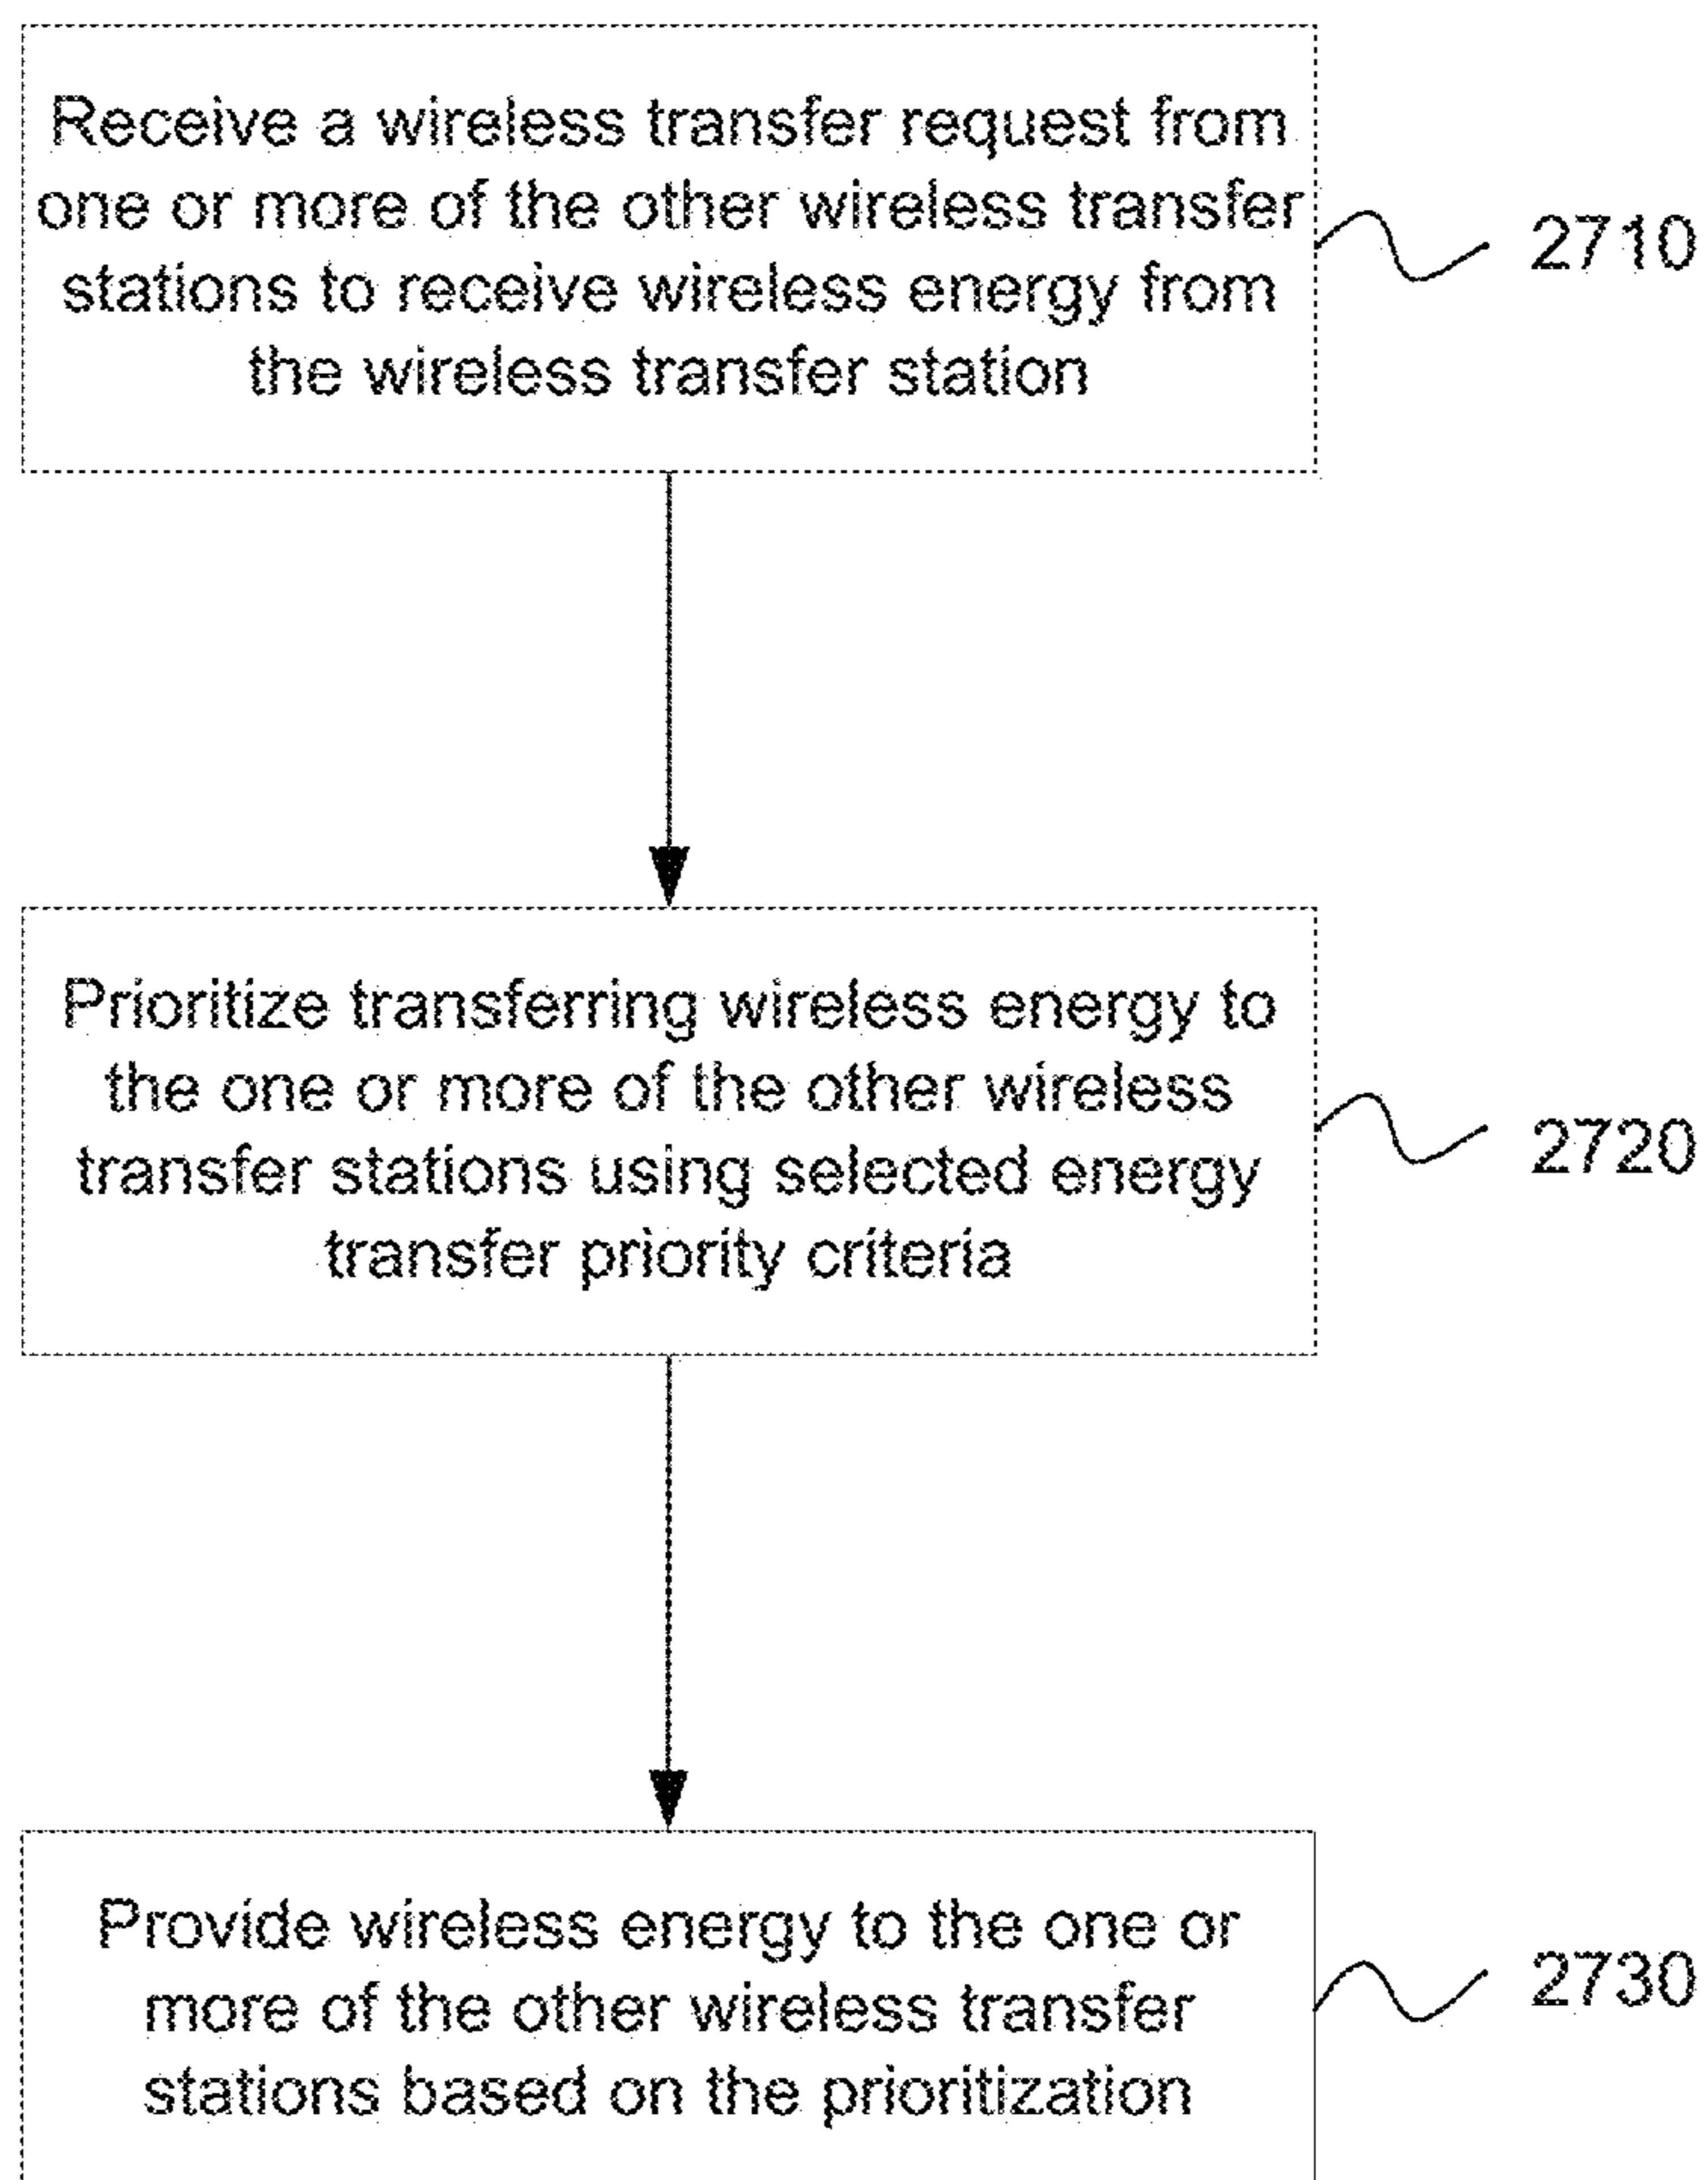 Receive a wireless transfer request from
one or more of the other wireless transfer
stations to receive wireless energy from
the wireless transfer station
2710
Prioritize transferring wireless energy to
the one or more of the other wireless
transfer stations using selected energy
transfer priority criteria
2720
Provide wireless energy to the one or
more of the other wireless transfer
stations based on the prioritization
2730